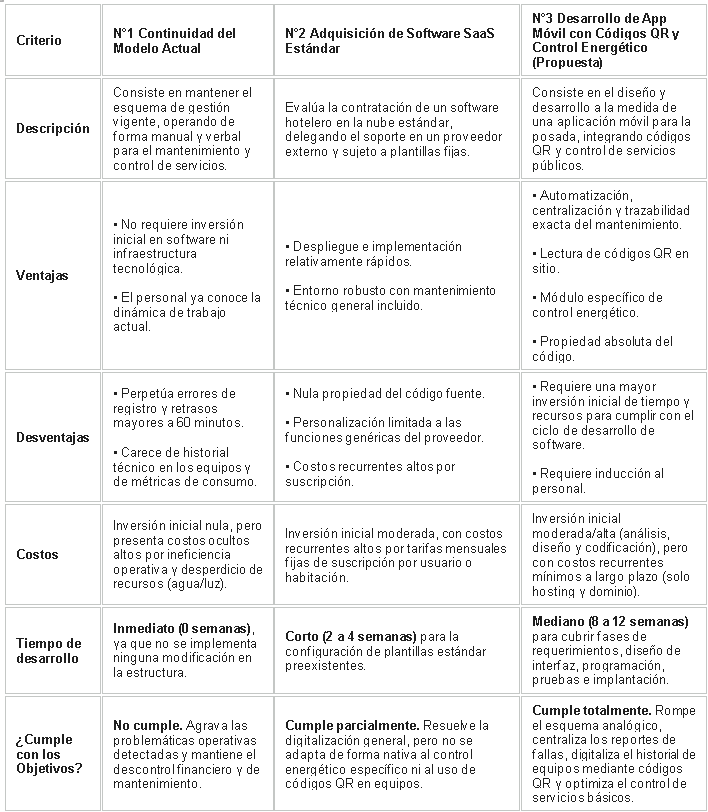 Criterio
N°1 Continuidad del
Modelo Actual
N°2 Adquisición de Software SaaS
Estándar
N°3 Desarrollo de App
Móvil con Códigos QR y
Control Energético
(Propuesta)
Descripción
Consiste en mantener el
esquema de gestión
vigente, operando de
forma manual y verbal
para el mantenimiento y
control de servicios.
Evalúa la contratación de un software
hotelero en la nube estándar,
delegando el soporte en un proveedor
externo y sujeto a plantillas fijas.
Consiste en el diseño y
desarrollo a la medida de
una aplicación móvil para la
posada, integrando códigos
QR y control de servicios
públicos.
Ventajas
• No requiere inversión
inicial en software ni
infraestructura
tecnológica.
• El personal ya conoce la
dinámica de trabajo
actual.
• Despliegue e implementación
relativamente rápidos.
• Entorno robusto con mantenimiento
técnico general incluido.
• Automatización,
centralización y trazabilidad
exacta del mantenimiento.
• Lectura de códigos QR en
sitio.
• Módulo específico de
control energético.
• Propiedad absoluta del
código.
Desventajas
• Perpetúa errores de
registro y retrasos
mayores a 60 minutos.
• Carece de historial
técnico en los equipos y
de métricas de consumo.
• Nula propiedad del código fuente.
• Personalización limitada a las
funciones genéricas del proveedor.
• Costos recurrentes altos por
suscripción.
• Requiere una mayor
inversión inicial de tiempo y
recursos para cumplir con el
ciclo de desarrollo de
software.
• Requiere inducción al
personal.
Costos
Inversión inicial nula, pero
presenta costos ocultos
altos por ineficiencia
operativa y desperdicio de
recursos (agua/luz).
Inversión inicial moderada, con costos
recurrentes altos por tarifas mensuales
fijas de suscripción por usuario o
habitación.
Inversión inicial
moderada/alta (análisis,
diseño y codificación), pero
con costos recurrentes
mínimos a largo plazo (solo
hosting y dominio).
Tiempo de
desarrollo
Inmediato (0 semanas),
ya que no se implementa
ninguna modificación en
la estructura.
Corto (2 a 4 semanas) para la
configuración de plantillas estándar
preexistentes.
Mediano (8 a 12 semanas)
para cubrir fases de
requerimientos, diseño de
interfaz, programación,
pruebas e implantación.
¿Cumple
con los
Objetivos?
No cumple. Agrava las
problemáticas operativas
detectadas y mantiene el
descontrol financiero y de
mantenimiento.
Cumple parcialmente. Resuelve la
digitalización general, pero no se
adapta de forma nativa al control
energético específico ni al uso de
códigos QR en equipos.
Cumple totalmente. Rompe
el esquema analógico,
centraliza los reportes de
fallas, digitaliza el historial de
equipos mediante códigos
QR y optimiza el control de
servicios básicos.